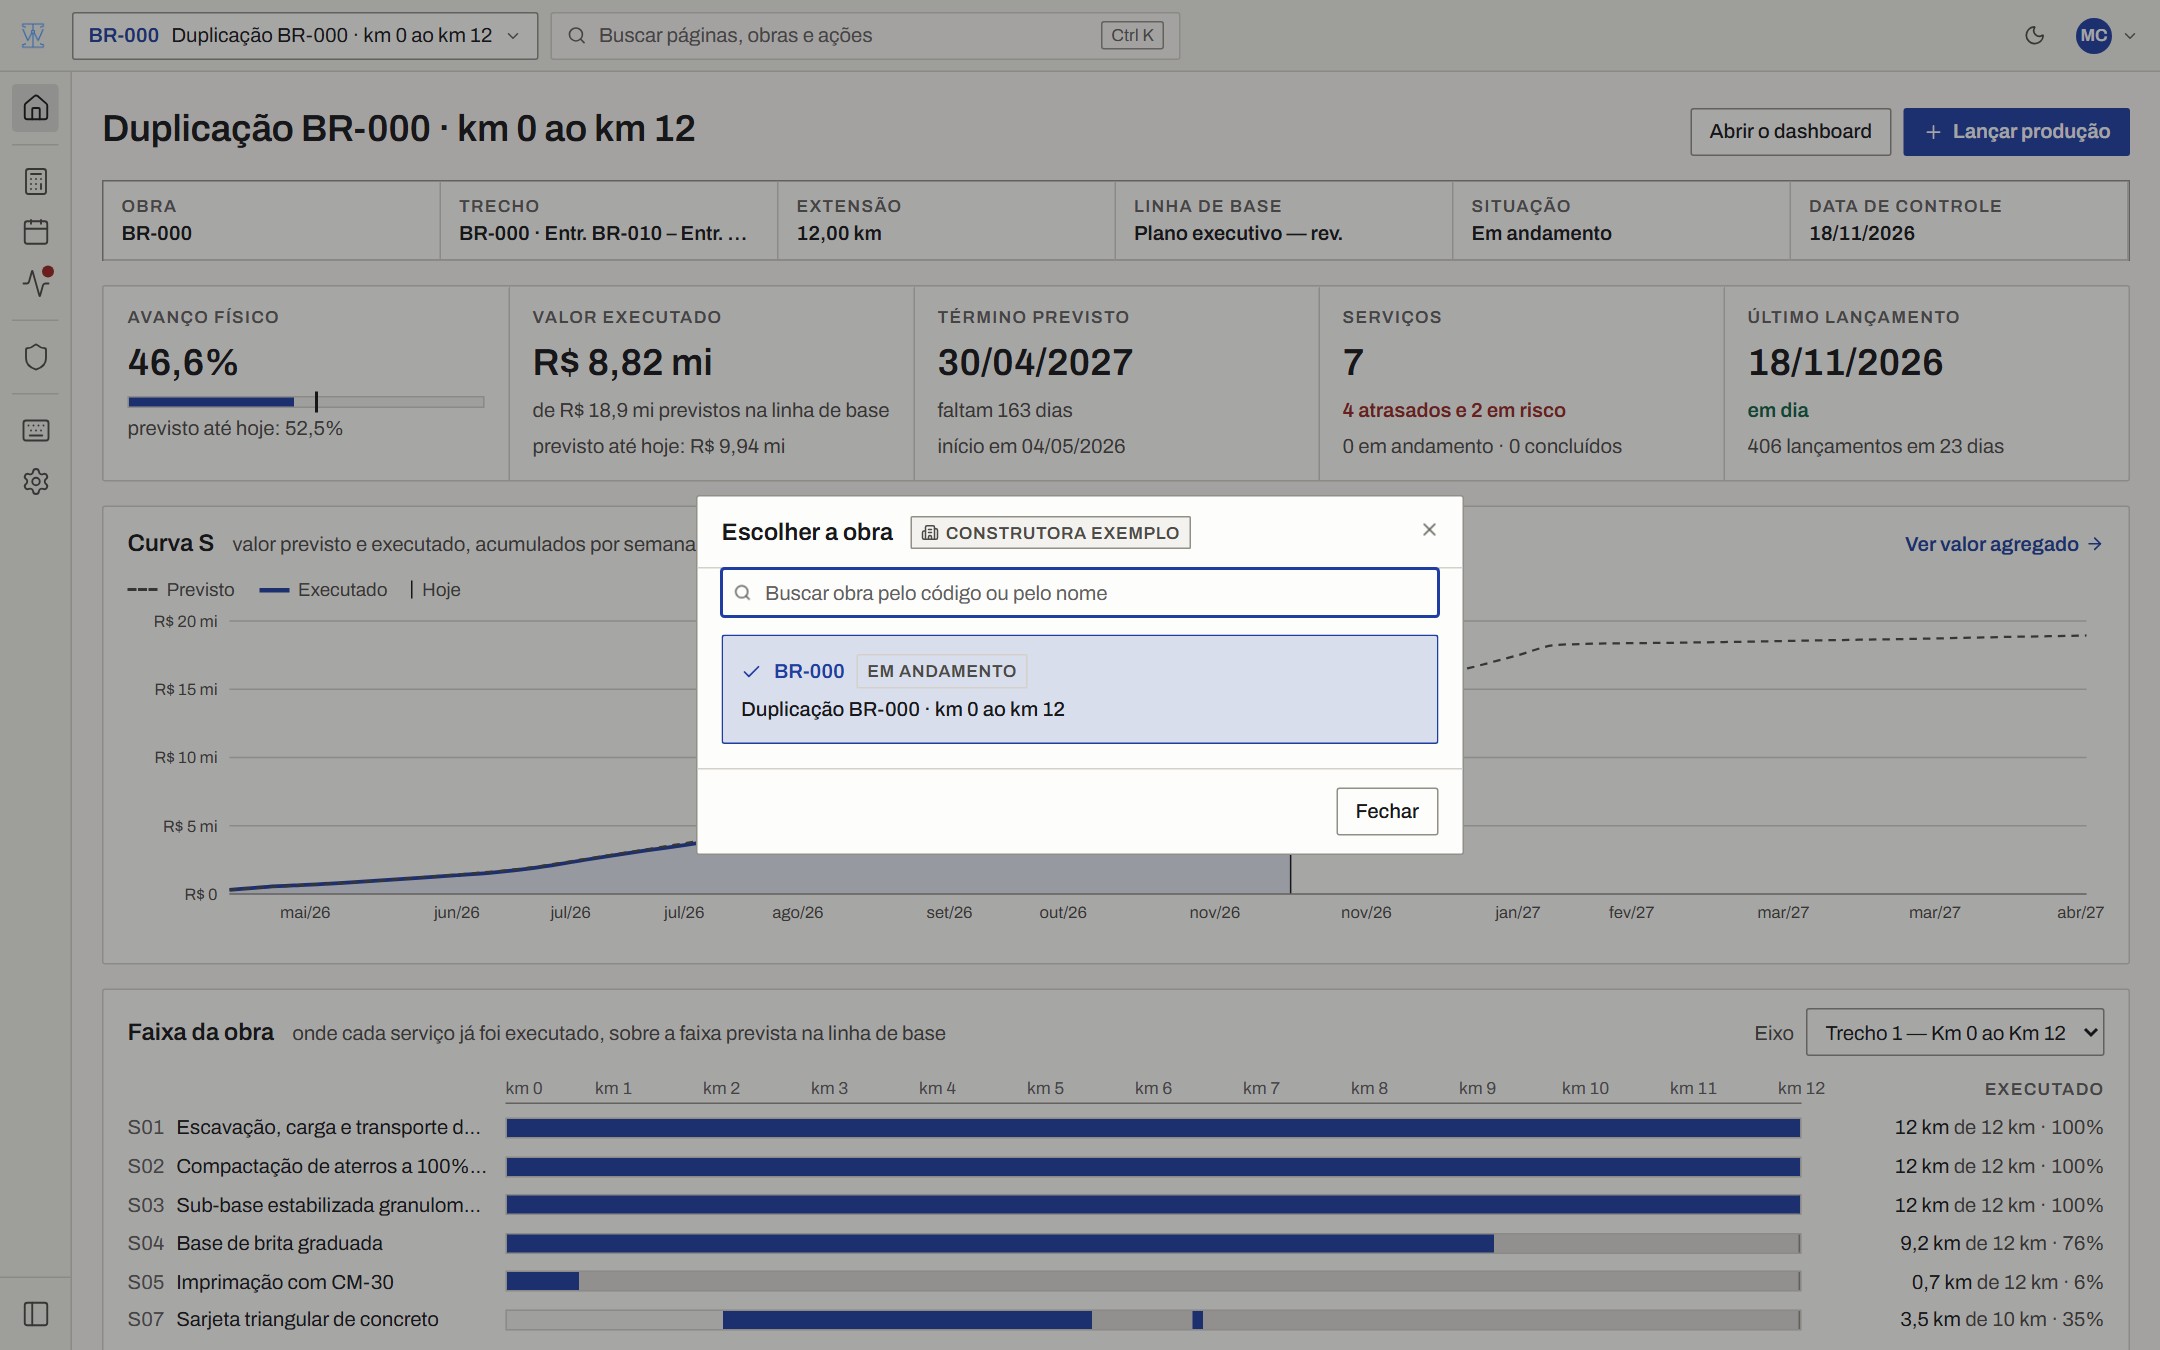 BR-000 Duplicação BR-000 · km 0 ao km 12
Buscar páginas, obras e ações
Ctrl K
MC
Duplicação BR-000 · km 0 ao km 12
Abrir o dashboard
+ Lançar produção
OBRA
BR-000
TRECHO
BR-000 · Entr. BR-010 – Entr. ...
EXTENSÃO
12,00 km
LINHA DE BASE
Plano executivo — rev.
SITUAÇÃO
Em andamento
DATA DE CONTROLE
18/11/2026
AVANÇO FÍSICO
46,6%
previsto até hoje: 52,5%
VALOR EXECUTADO
R$ 8,82 mi
de R$ 18,9 mi previstos na linha de base
previsto até hoje: R$ 9,94 mi
TÉRMINO PREVISTO
30/04/2027
faltam 163 dias
início em 04/05/2026
SERVIÇOS
7
4 atrasados e 2 em risco
0 em andamento · 0 concluídos
ÚLTIMO LANÇAMENTO
18/11/2026
em dia
406 lançamentos em 23 dias
Curva S valor previsto e executado, acumulados por semana
Ver valor agregado →
Previsto Executado Hoje
R$ 20 mi
R$ 15 mi
R$ 10 mi
R$ 5 mi
R$ 0
mai/26 jun/26 jul/26 jul/26 ago/26 set/26 out/26 nov/26 nov/26 jan/27 fev/27 mar/27 mar/27 abr/27
Escolher a obra
CONSTRUTORA EXEMPLO
Buscar obra pelo código ou pelo nome
BR-000 EM ANDAMENTO
Duplicação BR-000 · km 0 ao km 12
Fechar
Faixa da obra onde cada serviço já foi executado, sobre a faixa prevista na linha de base
Eixo Trecho 1 — Km 0 ao Km 12
km 0 km 1 km 2 km 3 km 4 km 5 km 6 km 7 km 8 km 9 km 10 km 11 km 12 EXECUTADO
S01 Escavação, carga e transporte d... 12 km de 12 km · 100%
S02 Compactação de aterros a 100%... 12 km de 12 km · 100%
S03 Sub-base estabilizada granulom... 12 km de 12 km · 100%
S04 Base de brita graduada 9,2 km de 12 km · 76%
S05 Imprimação com CM-30 0,7 km de 12 km · 6%
S07 Sarjeta triangular de concreto 3,5 km de 10 km · 35%